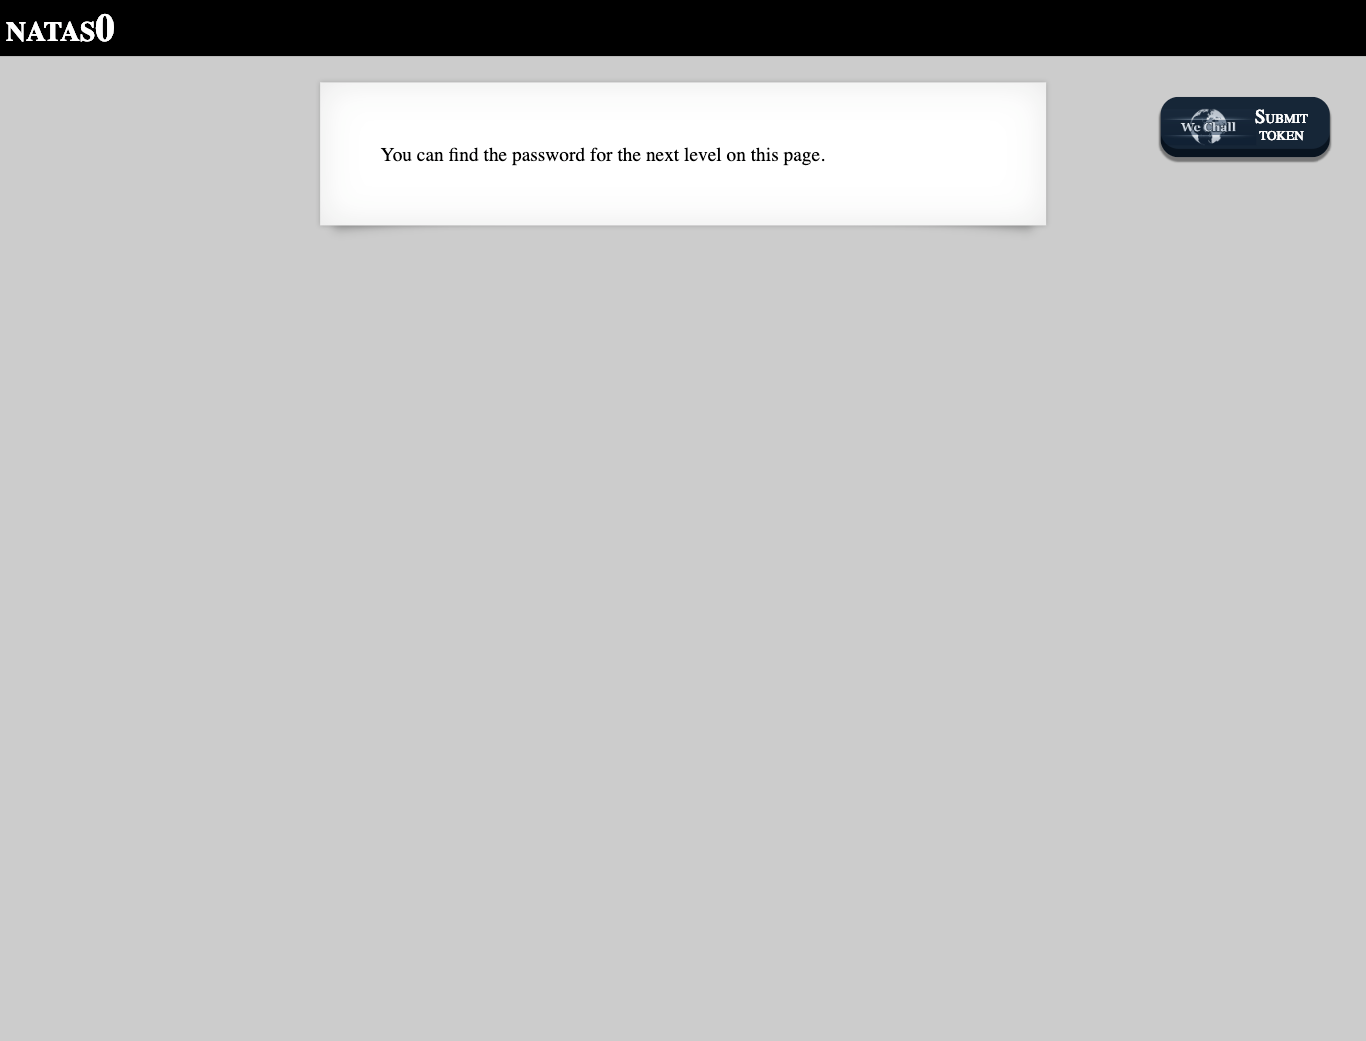 NATAS0
You can find the password for the next level on this page.
We Chall
SUBMIT
TOKEN